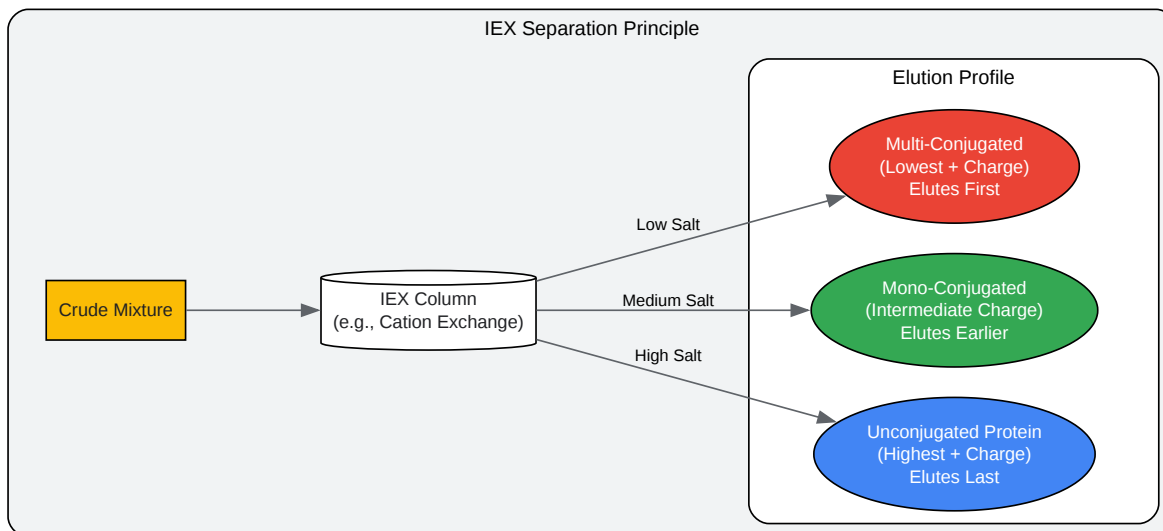 IEX Separation Principle
Elution Profile
Multi-Conjugated
(Lowest + Charge)
Elutes First
Low Salt
Crude Mixture
IEX Column
(e.g., Cation Exchange)
Medium Salt
Mono-Conjugated
(Intermediate Charge)
Elutes Earlier
High Salt
Unconjugated Protein
(Highest + Charge)
Elutes Last